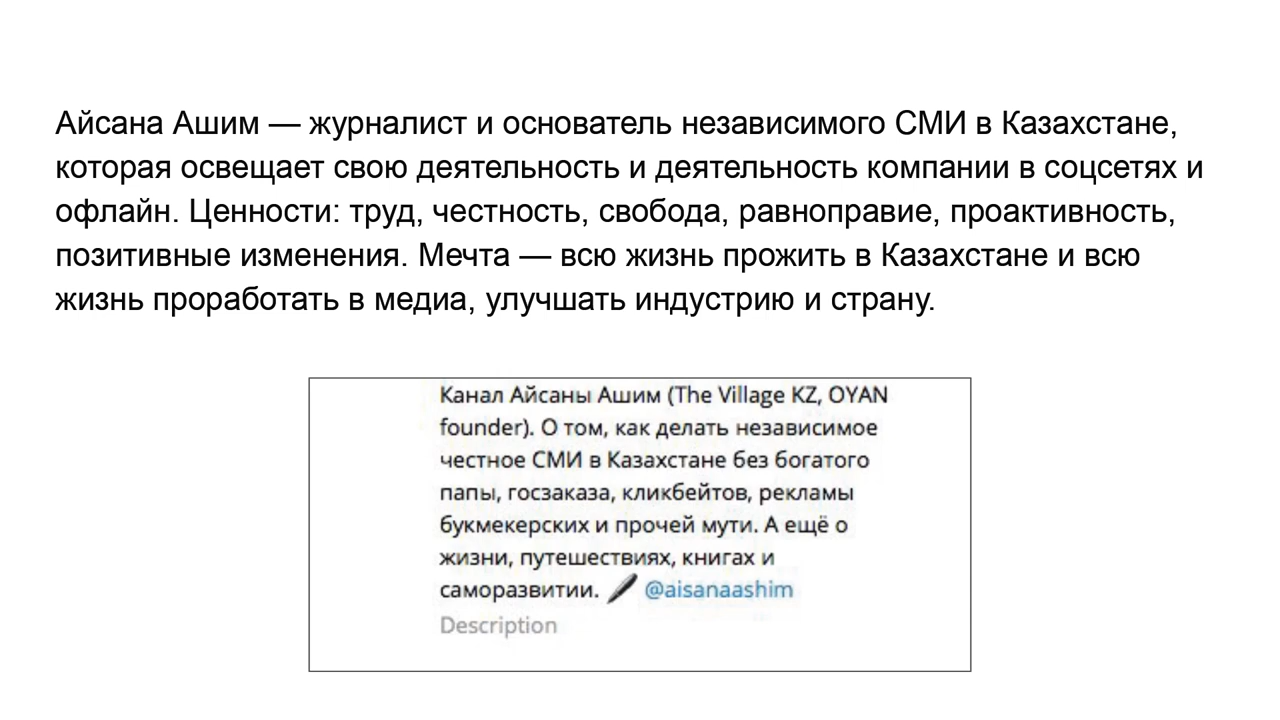 Айсана Ашим — журналист и основатель независимого СМИ в Казахстане,
которая освещает свою деятельность и деятельность компании в соцсетях и
офлайн. Ценности: труд, честность, свобода, равноправие, проактивность,
позитивные изменения. Мечта — всю жизнь прожить в Казахстане и всю
жизнь проработать в медиа, улучшать индустрию и страну.
Канал Айсаны Ашим (The Village KZ, OYAN
founder). О том, как делать независимое
честное СМИ в Казахстане без богатого
папы, госзаказа, кликбейтов, рекламы
букмекерских и прочей мути. А ещё о
жизни, путешествиях, книгах и
саморазвитии. 🖋 @aisanaashim
Description